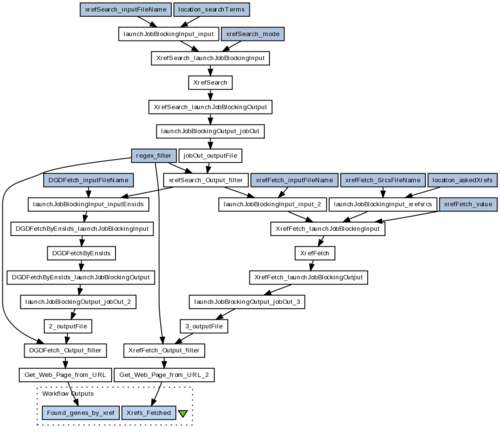 xrefSearch_inputFileName
location_searchTerms
launchJobBlockingInput_input
xrefSearch_mode
XrefSearch_launchJobBlockingInput
XrefSearch
XrefSearch_launchJobBlockingOutput
launchJobBlockingOutput_jobOut
regex_filter
jobOut_outputFile
DGDFetch_inputFileName
xrefSearch_Output_filter
xrefFetch_inputFileName
xrefFetch_SrcsFileName
location_askedXrefs
launchJobBlockingInput_inputEnsids
launchJobBlockingInput_input_2
launchJobBlockingInput_xrefsrcs
xrefFetch_value
DGDFetchByEnsIds_launchJobBlockingInput
XrefFetch_launchJobBlockingInput
DGDFetchByEnsIds
XrefFetch
DGDFetchByEnsIds_launchJobBlockingOutput
XrefFetch_launchJobBlockingOutput
launchJobBlockingOutput_jobOut_2
launchJobBlockingOutput_jobOut_3
2_outputFile
3_outputFile
DGDFetch_Output_filter
XrefFetch_Output_filter
Get_Web_Page_from_URL
Get_Web_Page_from_URL_2
Workflow Outputs
Found_genes_by_xref
Xrefs_Fetched